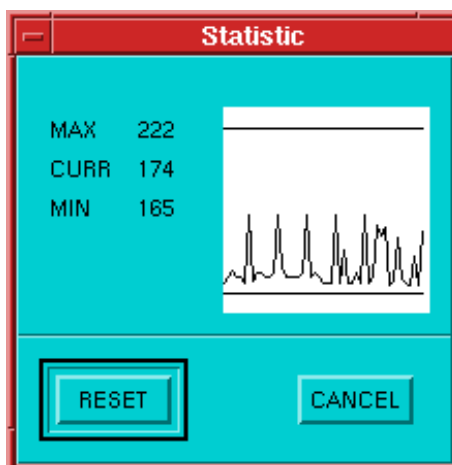 Statistic
MAX 222
CURR 174
MIN 165
RESET
CANCEL